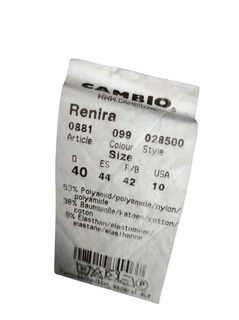 CAMBIO
Renira
0881 099 028500
Article Colour Style
Size
D ES F/B USA
40 44 42 10
53% Polyamid/polyamide/nylon/
polyamide
38% Baumwolle/katoen/cotton/
coton
9% Elasthan/elastomeer/
elastane/elasthanne